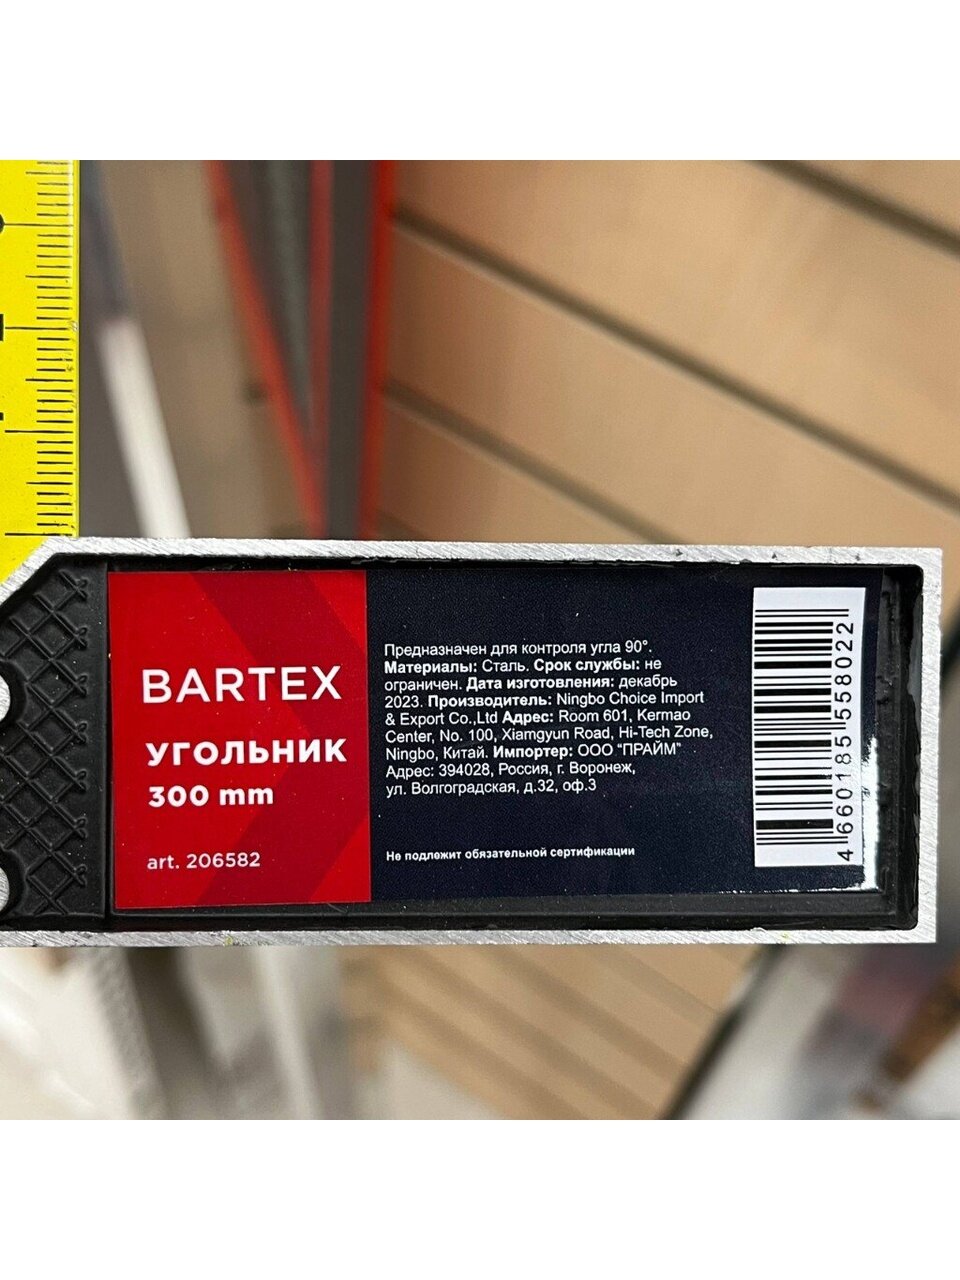 BARTEX
УГОЛЬНИК
300 mm
art. 206582
Предназначен для контроля угла 90°.
Материалы: Сталь. Срок службы: не
ограничен. Дата изготовления: декабрь
2023. Производитель: Ningbo Choice Import
& Export Co.,Ltd Адрес: Room 601, Kermao
Center, No. 100, Xiamgyun Road, Hi-Tech Zone,
Ningbo, Китай. Импортер: ООО "ПРАЙМ"
Адрес: 394028, Россия, г. Воронеж,
ул. Волгоградская, д.32, оф.3
Не подлежит обязательной сертификации
4 660185 558022